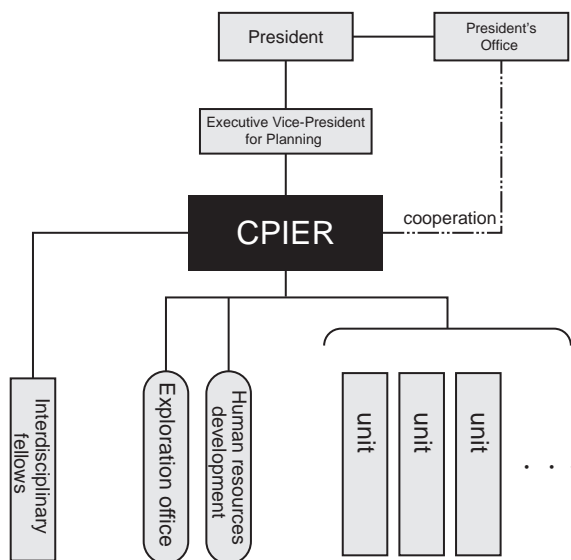 President
President's
Office
Executive Vice-President
for Planning
CPIER
cooperation
Interdisciplinary
fellows
Exploration office
Human resources
development
unit
unit
unit
. . .